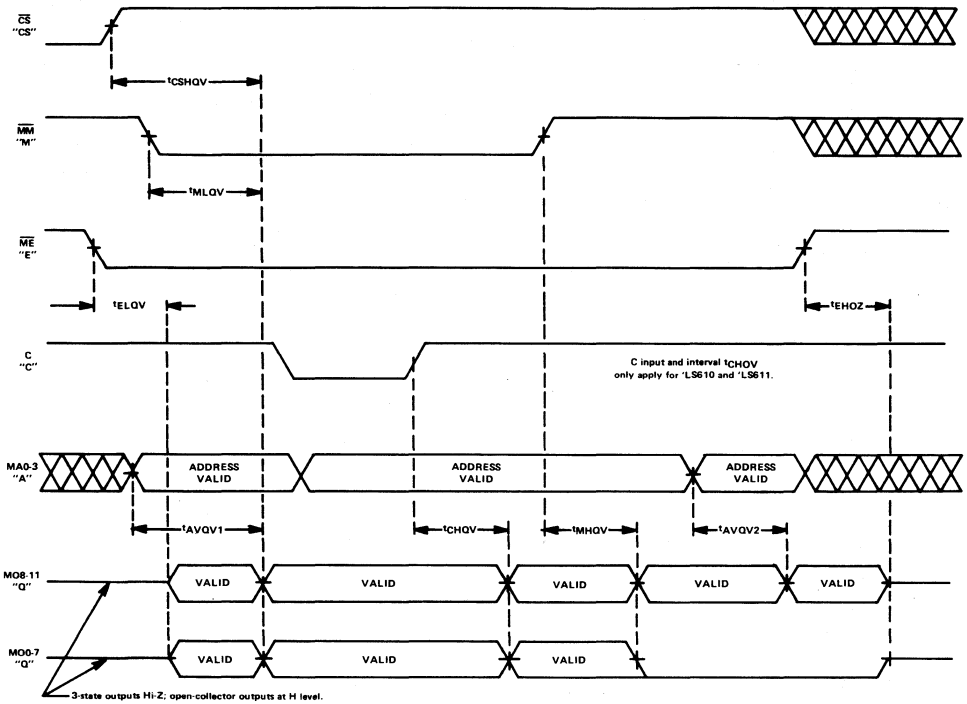 CS
"CS"
tCSHQV
MM
"M"
tMLQV
ME
"E"
tELQV
tEHOZ
C
"C"
C input and interval tCHOV
only apply for 'LS610 and 'LS611.
MA0-3
"A"
ADDRESS
VALID
ADDRESS
VALID
ADDRESS
VALID
tAVQV1
tCHQV
tMHQV
tAVQV2
MO8-11
"Q"
VALID
VALID
VALID
VALID
VALID
MO0-7
"Q"
VALID
VALID
VALID
3-state outputs Hi-Z; open-collector outputs at H level.